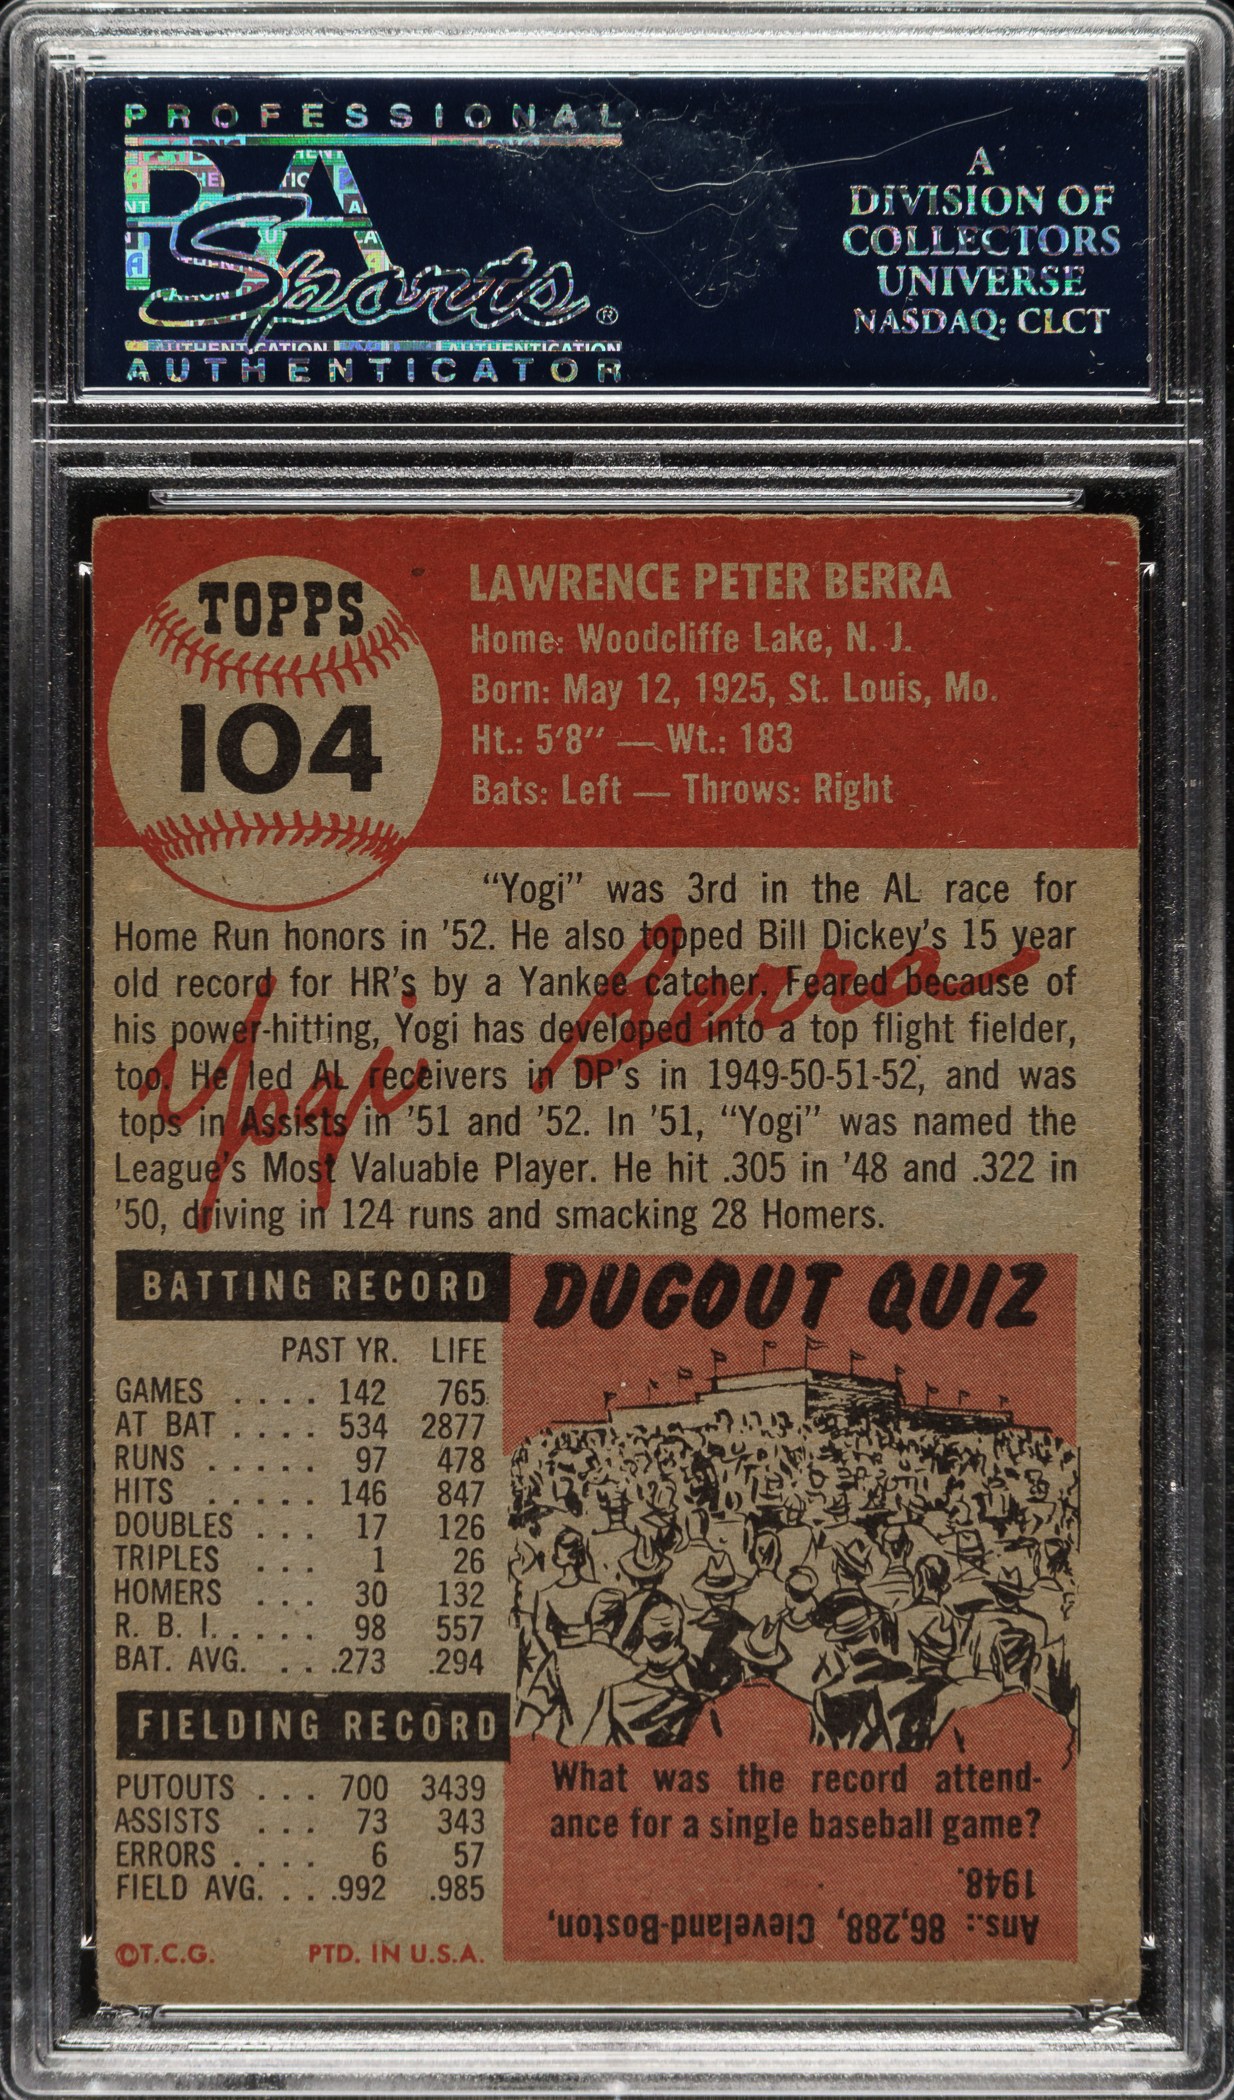 PROFESSIONAL
PSA
Sports®
AUTHENTICATOR
A
DIVISION OF
COLLECTORS
UNIVERSE
NASDAQ: CLCT
TOPPS
104
LAWRENCE PETER BERRA
Home: Woodcliffe Lake, N. J.
Born: May 12, 1925, St. Louis, Mo.
Ht.: 5'8" — Wt.: 183
Bats: Left — Throws: Right
"Yogi" was 3rd in the AL race for
Home Run honors in '52. He also topped Bill Dickey's 15 year
old record for HR's by a Yankee catcher. Feared because of
his power-hitting, Yogi has developed into a top flight fielder,
too. He led AL receivers in DP's in 1949-50-51-52, and was
tops in Assists in '51 and '52. In '51, "Yogi" was named the
League's Most Valuable Player. He hit .305 in '48 and .322 in
'50, driving in 124 runs and smacking 28 Homers.
Yogi Berra
BATTING RECORD
PAST YR. LIFE
GAMES . . . . 142 765
AT BAT . . . . 534 2877
RUNS . . . . . 97 478
HITS . . . . . 146 847
DOUBLES . . . 17 126
TRIPLES . . . 1 26
HOMERS . . . 30 132
R. B. I. . . . . 98 557
BAT. AVG. . . . .273 .294
FIELDING RECORD
PUTOUTS . . . 700 3439
ASSISTS . . . 73 343
ERRORS . . . . 6 57
FIELD AVG. . . . .992 .985
©T.C.G. PTD. IN U.S.A.
DUGOUT QUIZ
What was the record attend-
ance for a single baseball game?
Ans.: 86,288, Cleveland-Boston,
1948.